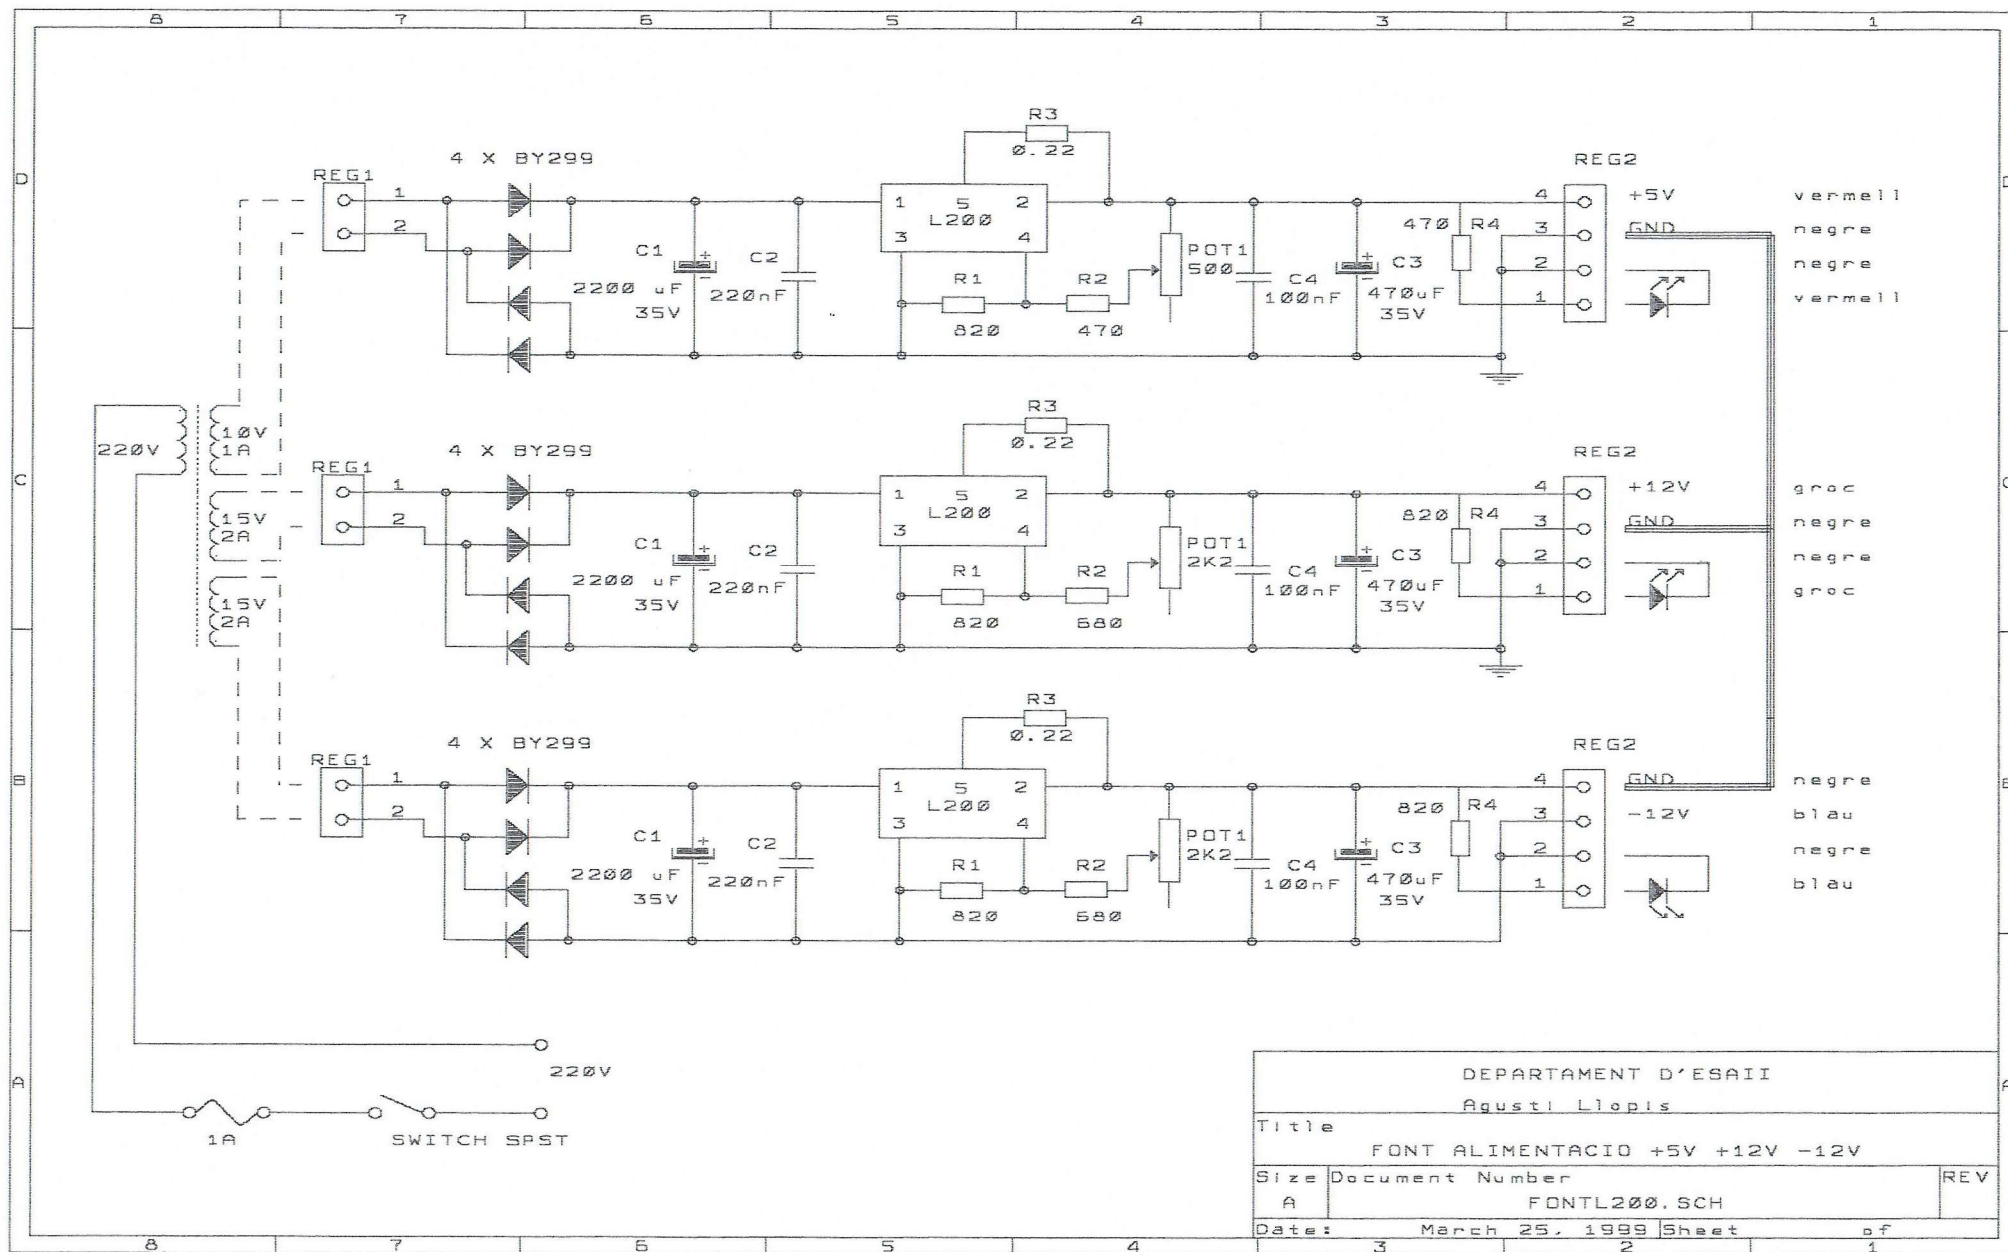 8 7 6 5 4 3 2 1
D
C
B
A
4 X BY299
REG1
1
2
C1
2200 uF
35V
C2
220nF
R3
0.22
1 5 2
L200
3 4
R1
820
R2
470
POT1
500
C4
100nF
C3
470uF
35V
470 R4
REG2
4 +5V vermell
3 GND negre
2 negre
1 vermell
220V
10V
1A
15V
2A
15V
2A
4 X BY299
REG1
1
2
C1
2200 uF
35V
C2
220nF
R3
0.22
1 5 2
L200
3 4
R1
820
R2
680
POT1
2K2
C4
100nF
C3
470uF
35V
820 R4
REG2
4 +12V groc
3 GND negre
2 negre
1 groc
4 X BY299
REG1
1
2
C1
2200 uF
35V
C2
220nF
R3
0.22
1 5 2
L200
3 4
R1
820
R2
680
POT1
2K2
C4
100nF
C3
470uF
35V
820 R4
REG2
4 GND negre
3 -12V blau
2 negre
1 blau
220V
1A
SWITCH SPST
DEPARTAMENT D'ESAII
Agusti Llopis
Title
FONT ALIMENTACIO +5V +12V -12V
Size Document Number REV
A FONTL200.SCH
Date: March 25, 1999 Sheet of
8 7 6 5 4 3 2 1